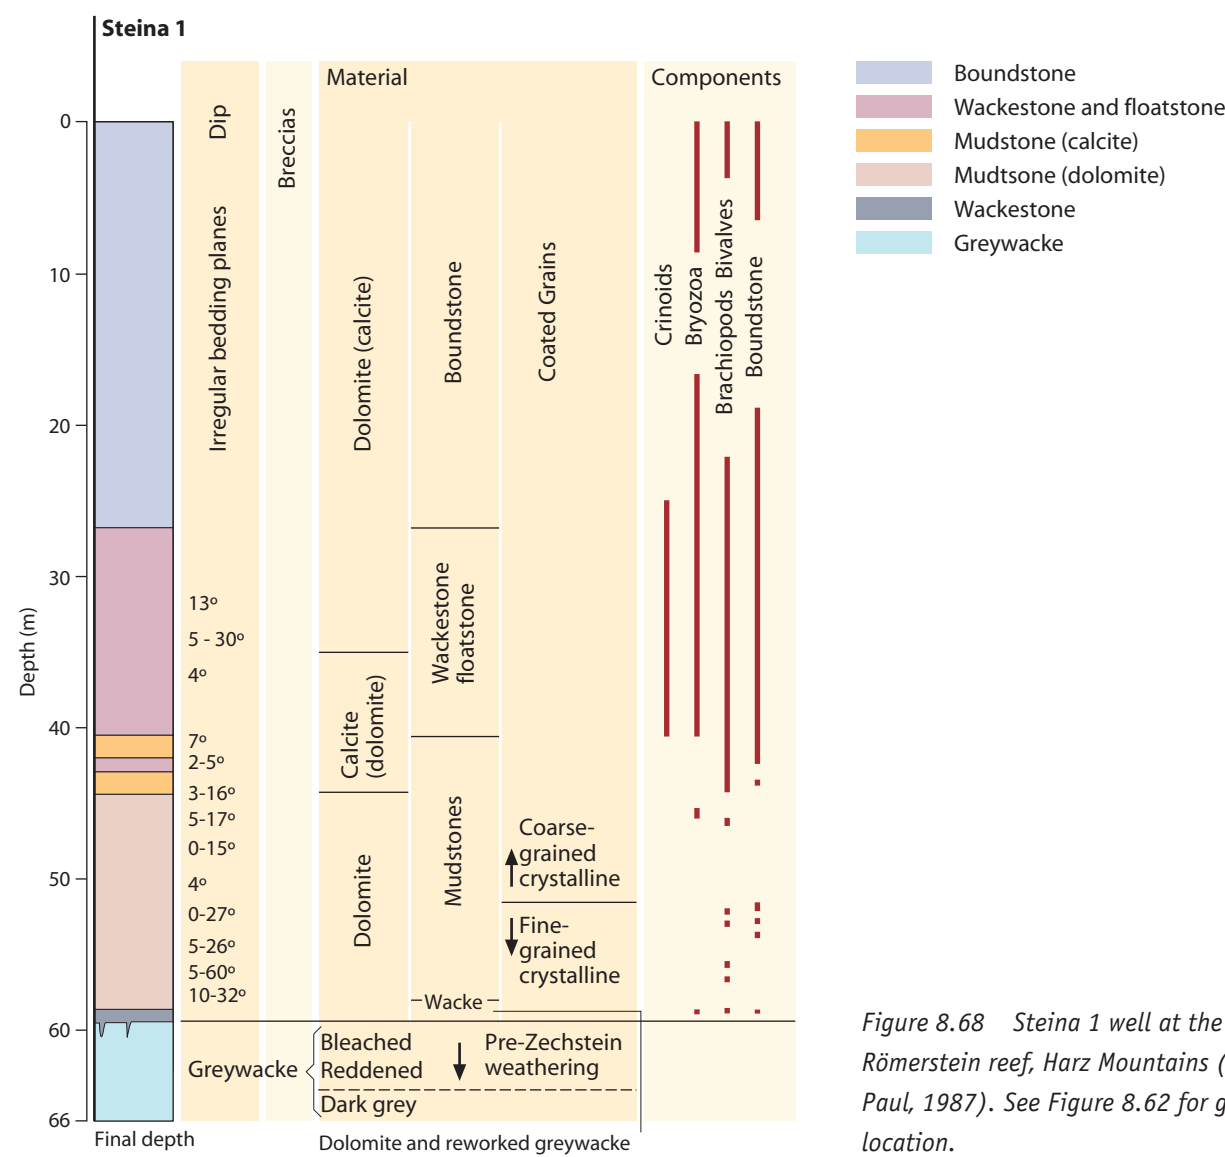 Steina 1
Material
Components
Dip
Breccias
Irregular bedding planes
Dolomite (calcite)
Boundstone
Coated Grains
Crinoids
Bryozoa
Brachiopods Bivalves
Boundstone
Depth (m)
0
10
20
30
40
50
60
66
13º
5 - 30º
4º
7º
2-5º
3-16º
5-17º
0-15º
4º
0-27º
5-26º
5-60º
10-32º
Wackestone
floatstone
Calcite
(dolomite)
Mudstones
Dolomite
Coarse-
grained
crystalline
Fine-
grained
crystalline
Wacke
Greywacke
Bleached
Reddened
Dark grey
Pre-Zechstein
weathering
Final depth
Dolomite and reworked greywacke
Boundstone
Wackestone and floatstone
Mudstone (calcite)
Mudtsone (dolomite)
Wackestone
Greywacke
Figure 8.68 Steina 1 well at the
Römerstein reef, Harz Mountains (
Paul, 1987). See Figure 8.62 for g
location.